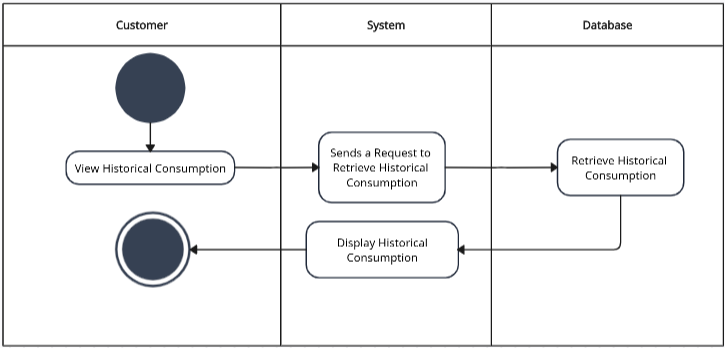 Customer
System
Database
View Historical Consumption
Sends a Request to
Retrieve Historical
Consumption
Retrieve Historical
Consumption
Display Historical
Consumption